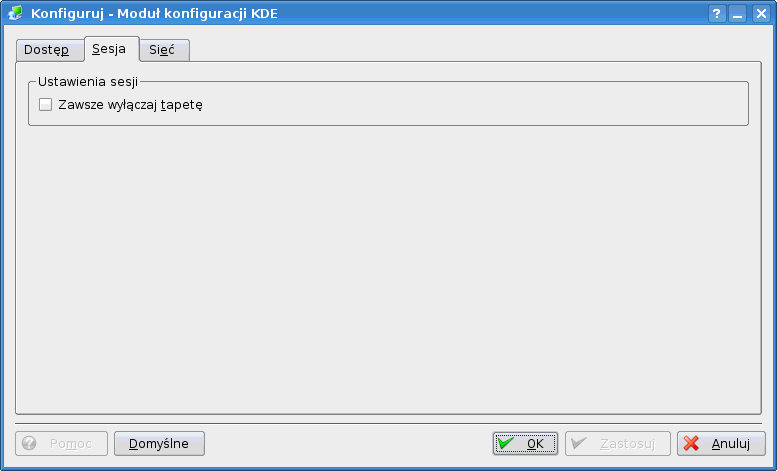 Konfiguruj - Moduł konfiguracji KDE
Dostęp Sesja Sieć
Ustawienia sesji
Zawsze wyłączaj tapetę
Pomoc Domyślne OK Zastosuj Anuluj